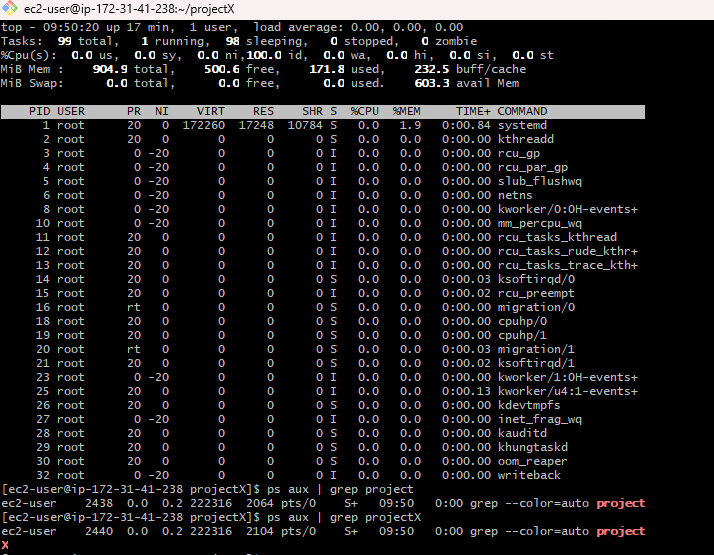 ec2-user@ip-172-31-41-238:~/projectX
top - 09:50:20 up 17 min,  1 user,  load average: 0.00, 0.00, 0.00
Tasks:  99 total,   1 running,  98 sleeping,   0 stopped,   0 zombie
%Cpu(s):  0.0 us,  0.0 sy,  0.0 ni,100.0 id,  0.0 wa,  0.0 hi,  0.0 si,  0.0 st
MiB Mem :    904.9 total,    500.6 free,    171.8 used,    232.5 buff/cache
MiB Swap:      0.0 total,      0.0 free,      0.0 used.    603.3 avail Mem
PID USER      PR  NI    VIRT    RES    SHR S  %CPU  %MEM     TIME+ COMMAND
1 root      20   0  172260  17248  10784 S   0.0   1.9   0:00.84 systemd
2 root      20   0       0      0      0 S   0.0   0.0   0:00.00 kthreadd
3 root       0 -20       0      0      0 I   0.0   0.0   0:00.00 rcu_gp
4 root       0 -20       0      0      0 I   0.0   0.0   0:00.00 rcu_par_gp
5 root       0 -20       0      0      0 I   0.0   0.0   0:00.00 slub_flushwq
6 root       0 -20       0      0      0 I   0.0   0.0   0:00.00 netns
8 root       0 -20       0      0      0 I   0.0   0.0   0:00.00 kworker/0:0H-events+
10 root       0 -20       0      0      0 I   0.0   0.0   0:00.00 mm_percpu_wq
11 root      20   0       0      0      0 I   0.0   0.0   0:00.00 rcu_tasks_kthread
12 root      20   0       0      0      0 I   0.0   0.0   0:00.00 rcu_tasks_rude_kthr+
13 root      20   0       0      0      0 I   0.0   0.0   0:00.00 rcu_tasks_trace_kth+
14 root      20   0       0      0      0 S   0.0   0.0   0:00.03 ksoftirqd/0
15 root      20   0       0      0      0 I   0.0   0.0   0:00.02 rcu_preempt
16 root      rt   0       0      0      0 S   0.0   0.0   0:00.00 migration/0
18 root      20   0       0      0      0 S   0.0   0.0   0:00.00 cpuhp/0
19 root      20   0       0      0      0 S   0.0   0.0   0:00.00 cpuhp/1
20 root      rt   0       0      0      0 S   0.0   0.0   0:00.03 migration/1
21 root      20   0       0      0      0 S   0.0   0.0   0:00.02 ksoftirqd/1
23 root       0 -20       0      0      0 I   0.0   0.0   0:00.00 kworker/1:0H-events+
25 root      20   0       0      0      0 I   0.0   0.0   0:00.13 kworker/u4:1-events+
26 root      20   0       0      0      0 S   0.0   0.0   0:00.00 kdevtmpfs
27 root       0 -20       0      0      0 I   0.0   0.0   0:00.00 inet_frag_wq
28 root      20   0       0      0      0 S   0.0   0.0   0:00.00 kauditd
29 root      20   0       0      0      0 S   0.0   0.0   0:00.00 khungtaskd
30 root      20   0       0      0      0 S   0.0   0.0   0:00.00 oom_reaper
32 root       0 -20       0      0      0 I   0.0   0.0   0:00.00 writeback
[ec2-user@ip-172-31-41-238 projectX]$ ps aux | grep project
ec2-user    2438  0.0  0.2 222316  2064 pts/0    S+   09:50   0:00 grep --color=auto project
[ec2-user@ip-172-31-41-238 projectX]$ ps aux | grep projectX
ec2-user    2440  0.0  0.2 222316  2104 pts/0    S+   09:50   0:00 grep --color=auto project
X